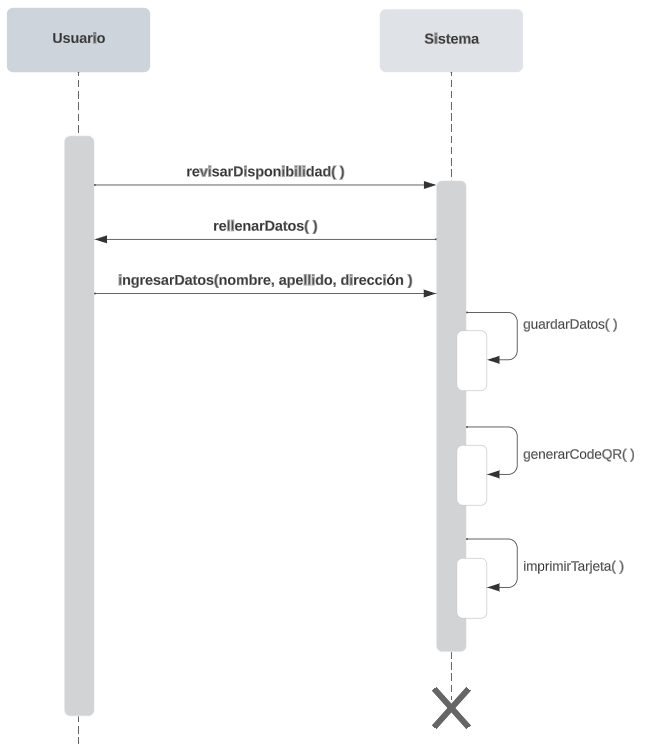 Usuario
Sistema
revisarDisponibilidad( )
rellenarDatos( )
ingresarDatos(nombre, apellido, dirección )
guardarDatos( )
generarCodeQR( )
imprimirTarjeta( )